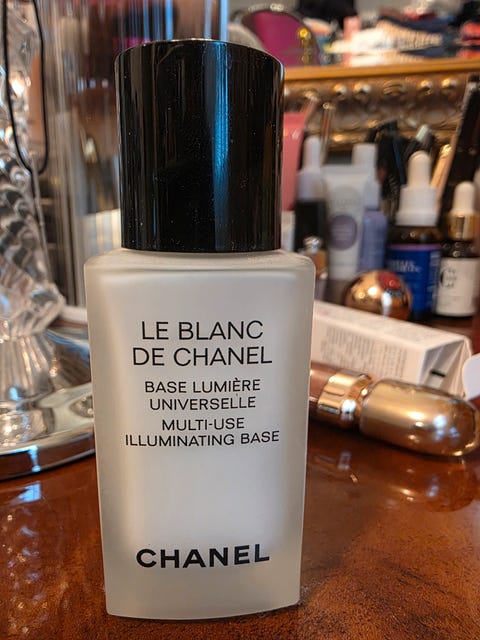 LE BLANC
DE CHANEL
BASE LUMIÈRE
UNIVERSELLE
MULTI-USE
ILLUMINATING BASE
CHANEL